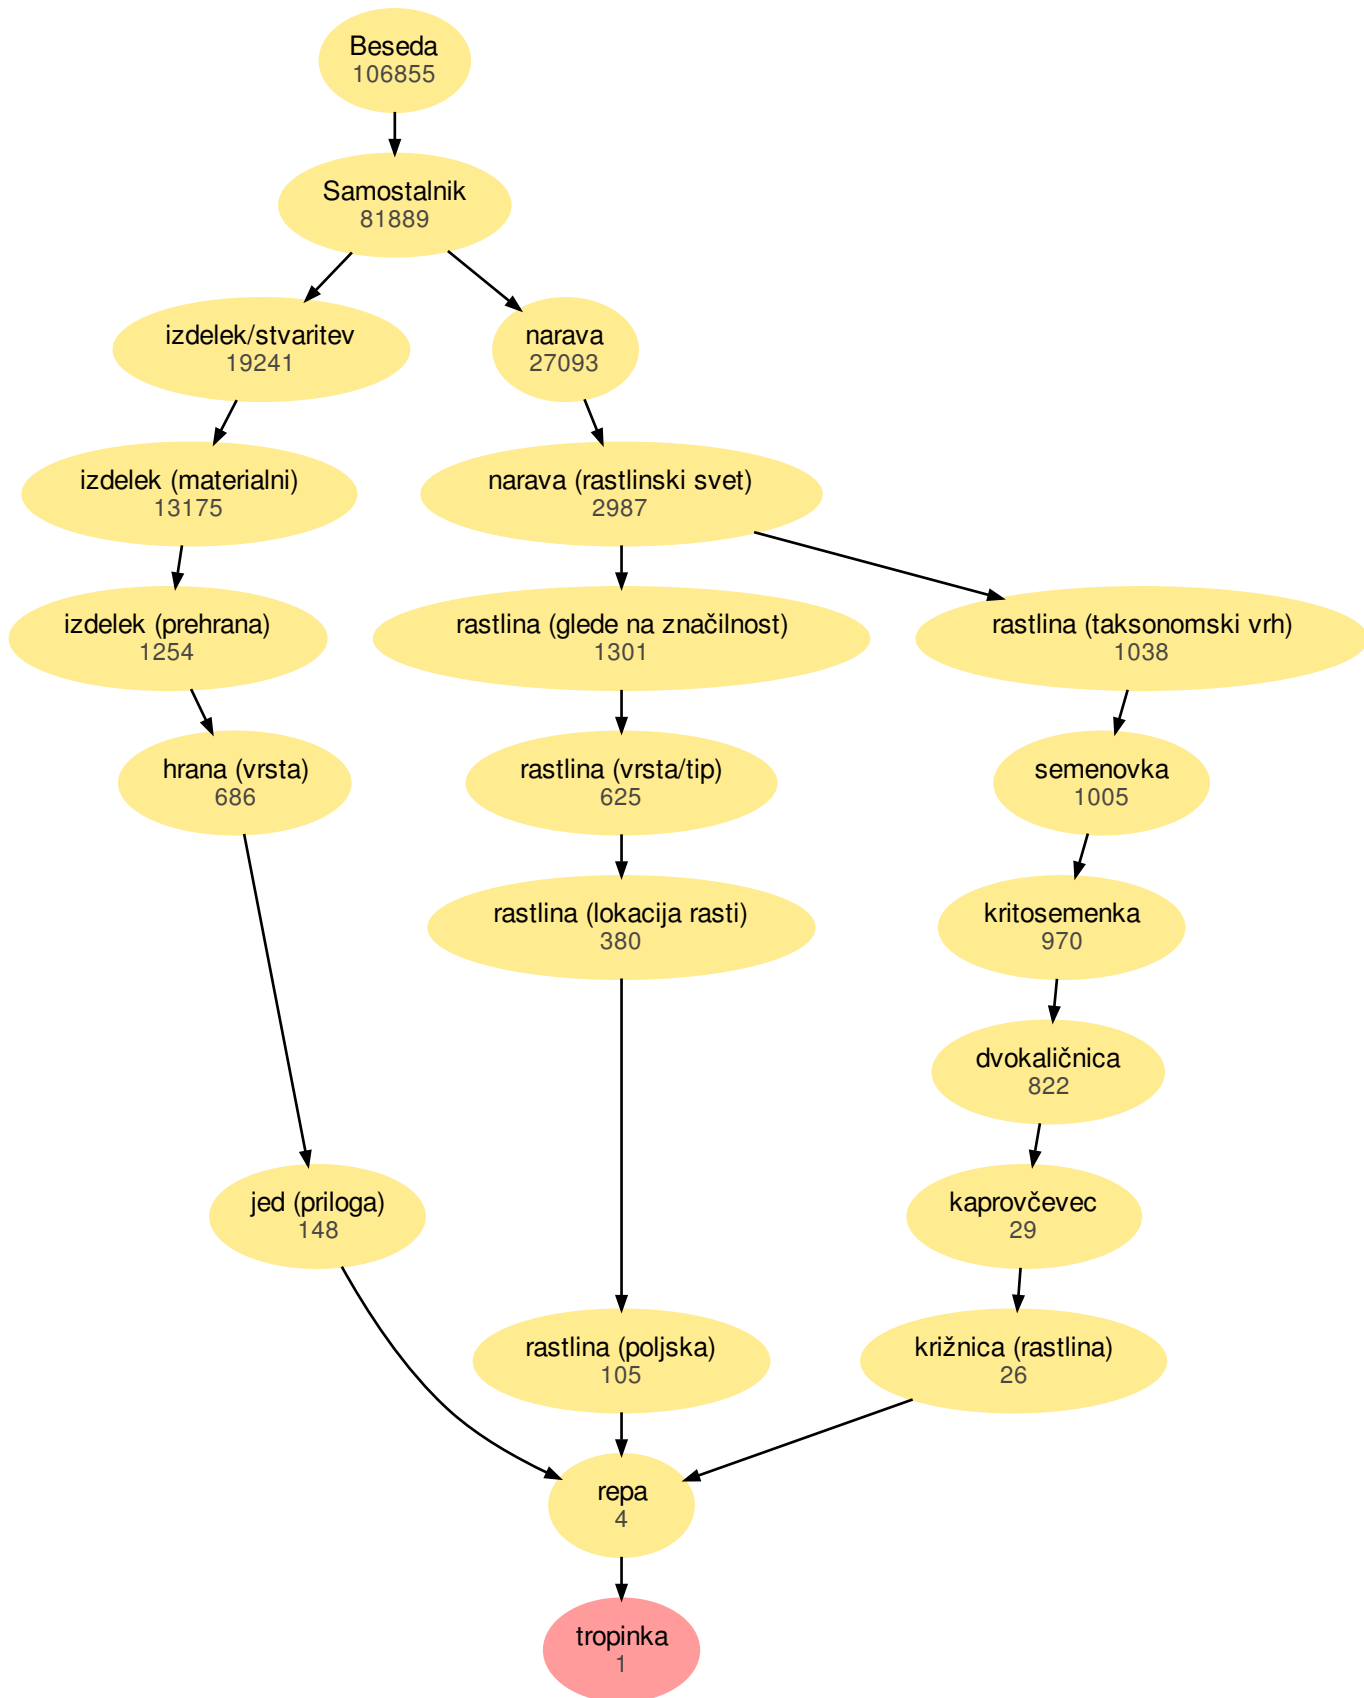 Beseda
106855
Samostalnik
81889
izdelek/stvaritev
19241
narava
27093
izdelek (materialni)
13175
narava (rastlinski svet)
2987
izdelek (prehrana)
1254
rastlina (glede na značilnost)
1301
rastlina (taksonomski vrh)
1038
hrana (vrsta)
686
rastlina (vrsta/tip)
625
semenovka
1005
rastlina (lokacija rasti)
380
kritosemenka
970
dvokaličnica
822
jed (priloga)
148
kaprovčevec
29
rastlina (poljska)
105
križnica (rastlina)
26
repa
4
tropinka
1